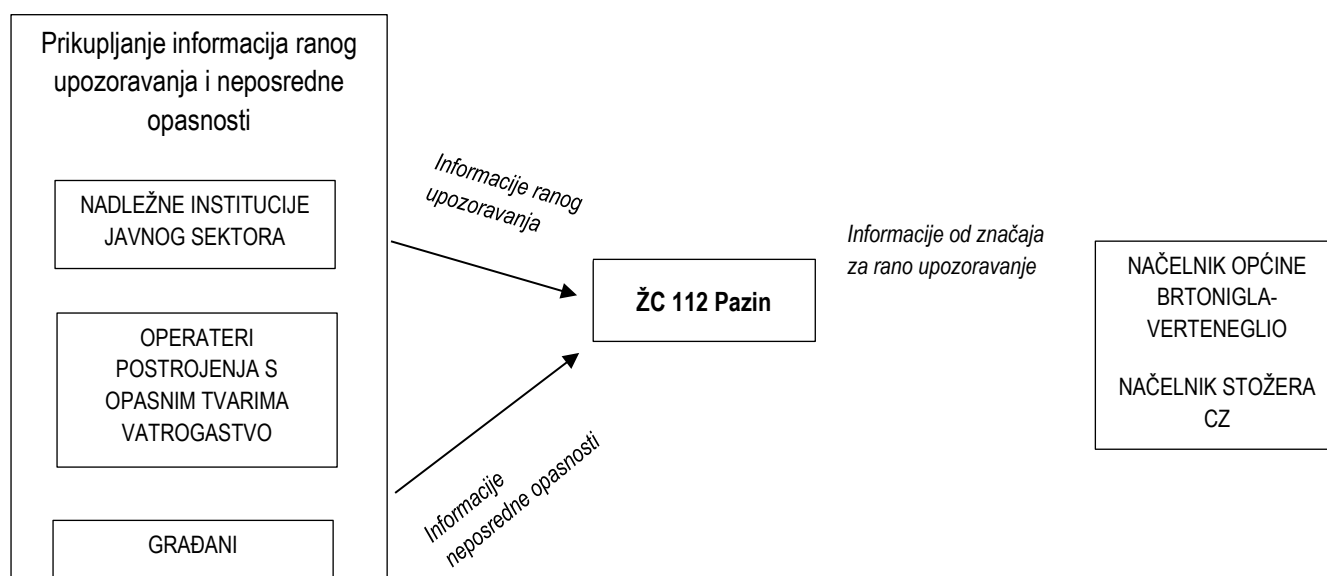 Prikupljanje informacija ranog
upozoravanja i neposredne
opasnosti
NADLEŽNE INSTITUCIJE
JAVNOG SEKTORA
OPERATERI
POSTROJENJA S
OPASNIM TVARIMA
VATROGASTVO
GRAĐANI
Informacije ranog
upozoravanja
Informacije
neposredne opasnosti
ŽC 112 Pazin
Informacije od značaja
za rano upozoravanje
NAČELNIK OPĆINE
BRTONIGLA-
VERTENEGLIO
NAČELNIK STOŽERA
CZ